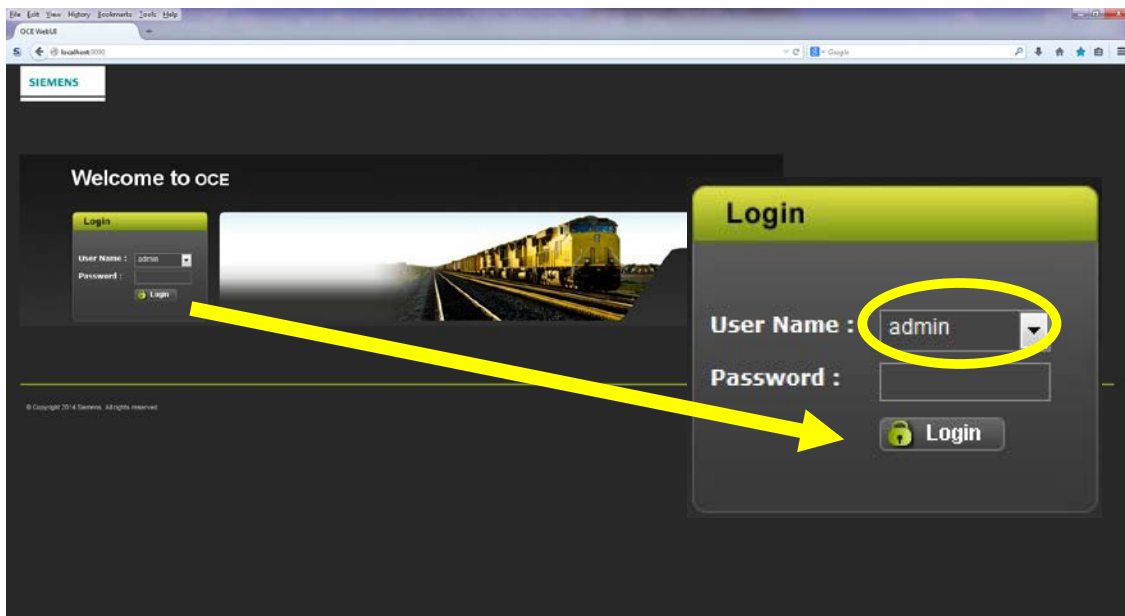 File Edit View History Bookmarks Tools Help
OCE WebUI
localhost:3030
Google
SIEMENS
Welcome to OCE
Login
User Name : admin
Password :
Login
© Copyright 2014 Siemens. All rights reserved
Login
User Name : admin
Password :
Login